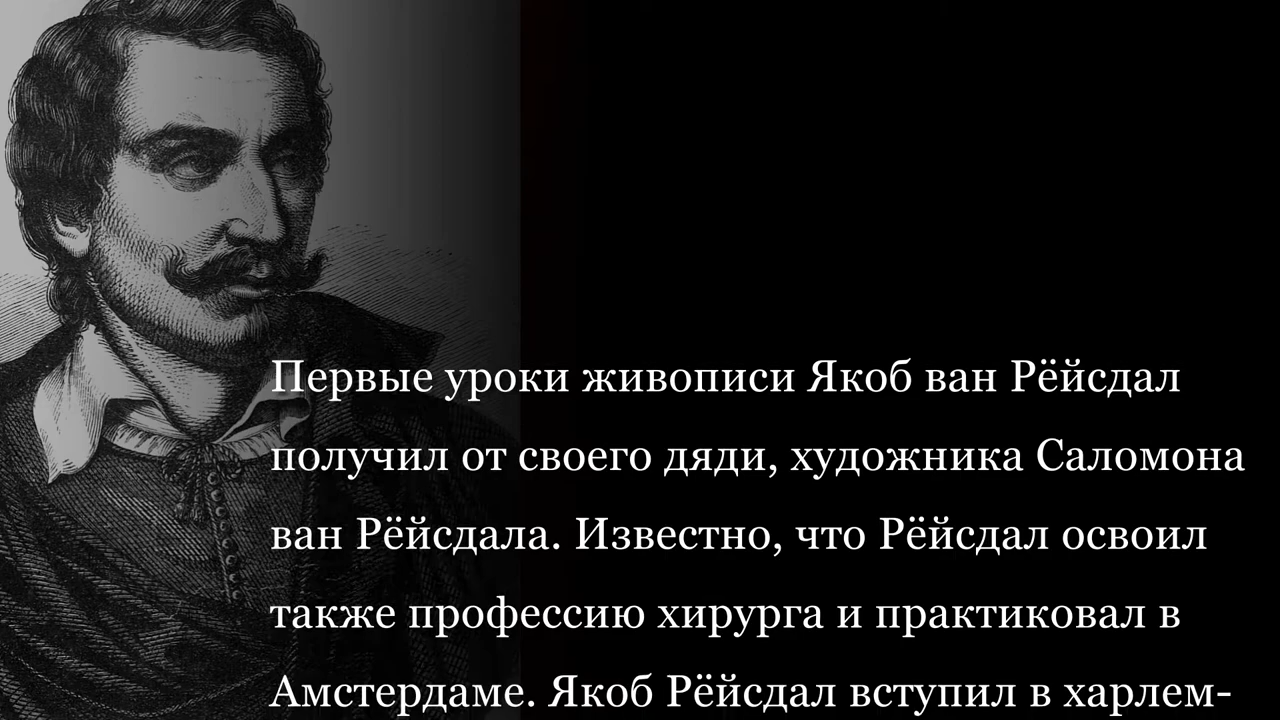 Первые уроки живописи Якоб ван Рёйсдал
получил от своего дяди, художника Саломона
ван Рёйсдала. Известно, что Рёйсдал освоил
также профессию хирурга и практиковал в
Амстердаме. Якоб Рёйсдал вступил в харлем-